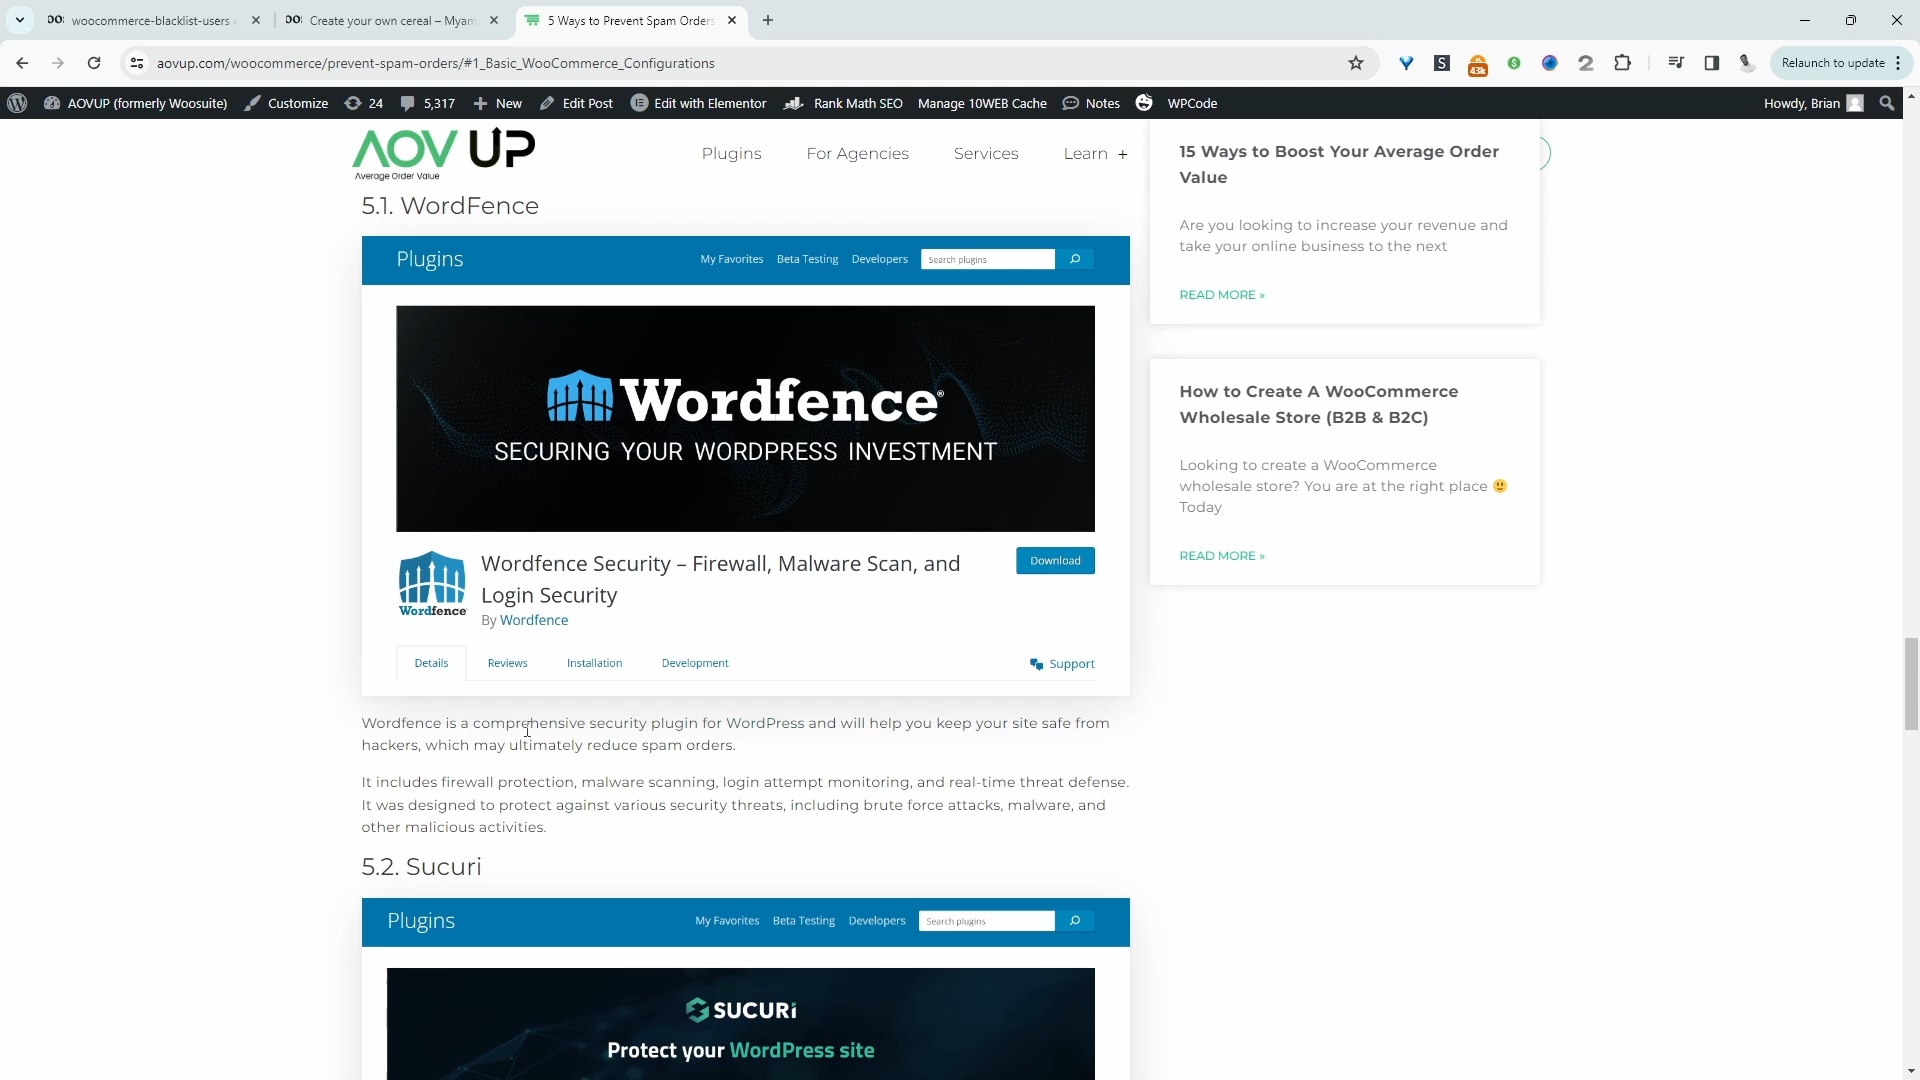 woocommerce-blacklist-users
Create your own cereal – Myam
5 Ways to Prevent Spam Orders
aovup.com/woocommerce/prevent-spam-orders/#1_Basic_WooCommerce_Configurations
S
43k
$
2
Relaunch to update
AOVUP (formerly Woosuite)
Customize
24
5,317
New
Edit Post
Edit with Elementor
Rank Math SEO
Manage 10WEB Cache
Notes
WPCode
Howdy, Brian
AOV UP
Average Order Value
Plugins
For Agencies
Services
Learn +
5.1. WordFence
Plugins
My Favorites
Beta Testing
Developers
Search plugins
Wordfence®
SECURING YOUR WORDPRESS INVESTMENT
Wordfence
Wordfence Security – Firewall, Malware Scan, and
Login Security
By Wordfence
Download
Details
Reviews
Installation
Development
Support
Wordfence is a comprehensive security plugin for WordPress and will help you keep your site safe from
hackers, which may ultimately reduce spam orders.
It includes firewall protection, malware scanning, login attempt monitoring, and real-time threat defense.
It was designed to protect against various security threats, including brute force attacks, malware, and
other malicious activities.
5.2. Sucuri
Plugins
My Favorites
Beta Testing
Developers
Search plugins
SUCURi
Protect your WordPress site
15 Ways to Boost Your Average Order
Value
Are you looking to increase your revenue and
take your online business to the next
READ MORE »
How to Create A WooCommerce
Wholesale Store (B2B & B2C)
Looking to create a WooCommerce
wholesale store? You are at the right place 🙂
Today
READ MORE »